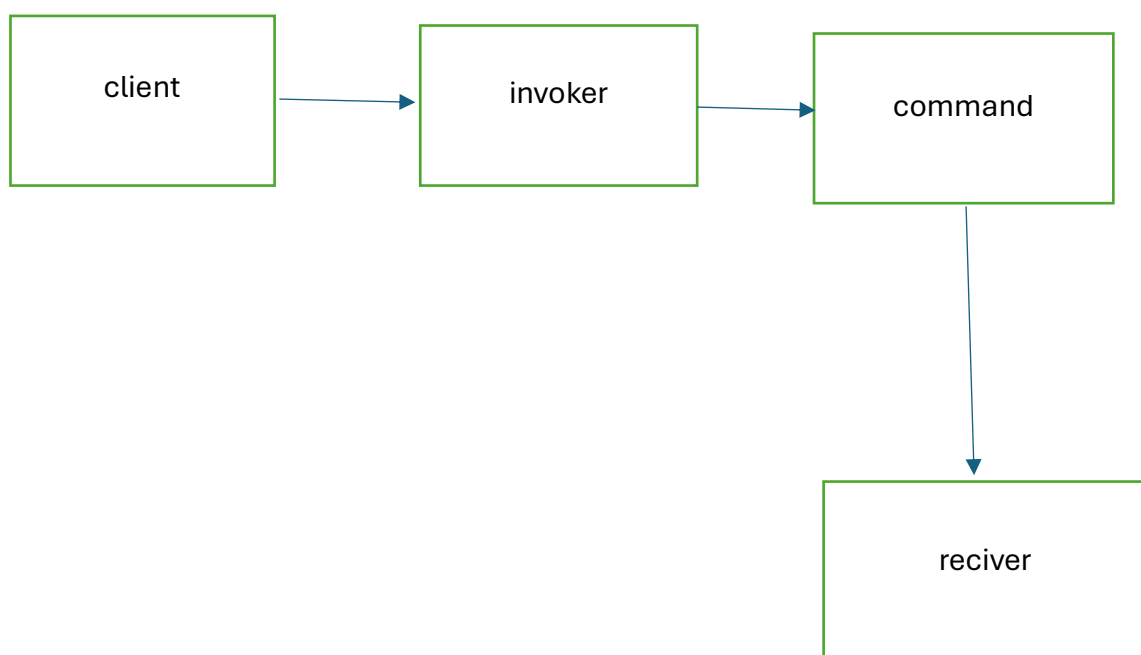 client
invoker
command
reciver